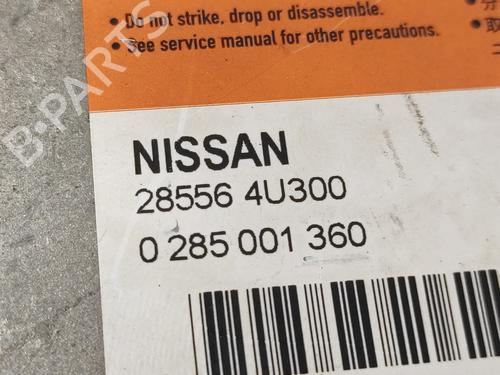 • Do not strike, drop or disassemble.
• See service manual for other precautions.
NISSAN
28556 4U300
0 285 001 360
B-PARTS